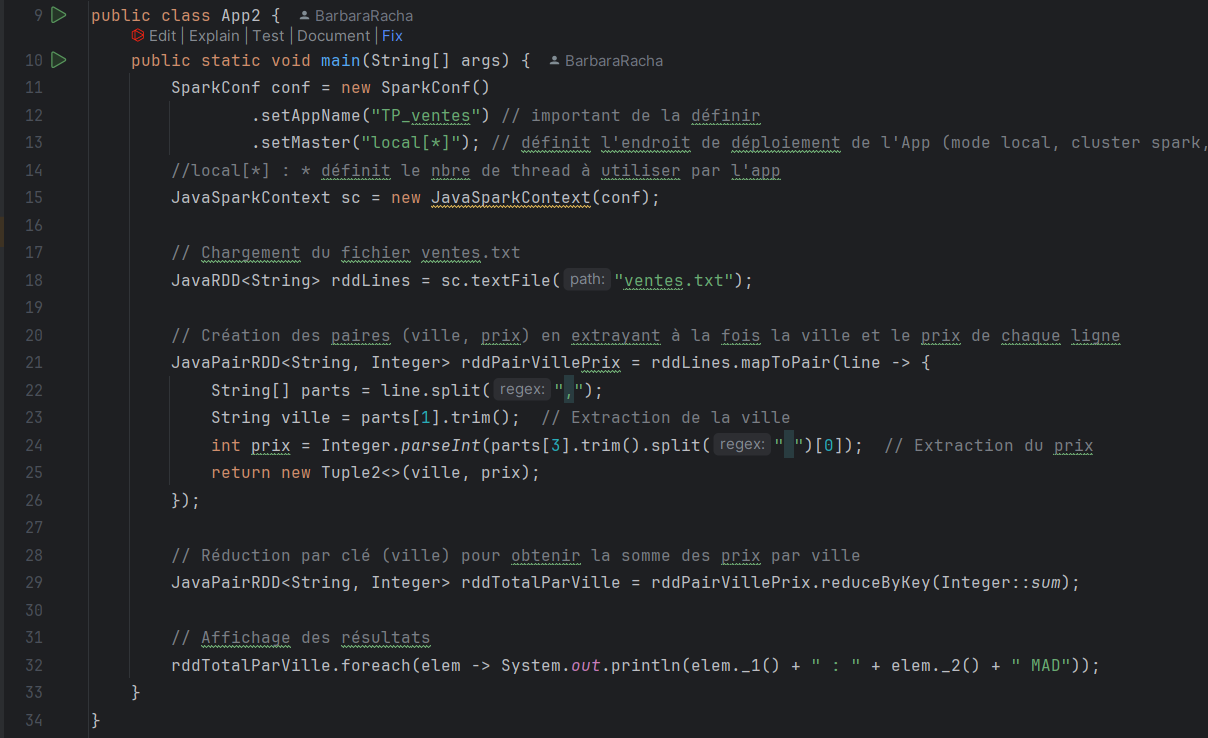 9 public class App2 { BarbaraRacha
Edit | Explain | Test | Document | Fix
10 public static void main(String[] args) { BarbaraRacha
11 SparkConf conf = new SparkConf()
12 .setAppName("TP_ventes") // important de la définir
13 .setMaster("local[*]"); // définit l'endroit de déploiement de l'App (mode local, cluster spark,
14 //local[*] : * définit le nbre de thread à utiliser par l'app
15 JavaSparkContext sc = new JavaSparkContext(conf);
16
17 // Chargement du fichier ventes.txt
18 JavaRDD<String> rddLines = sc.textFile( path: "ventes.txt");
19
20 // Création des paires (ville, prix) en extrayant à la fois la ville et le prix de chaque ligne
21 JavaPairRDD<String, Integer> rddPairVillePrix = rddLines.mapToPair(line -> {
22 String[] parts = line.split( regex: ",");
23 String ville = parts[1].trim(); // Extraction de la ville
24 int prix = Integer.parseInt(parts[3].trim().split( regex: " ")[0]); // Extraction du prix
25 return new Tuple2<>(ville, prix);
26 });
27
28 // Réduction par clé (ville) pour obtenir la somme des prix par ville
29 JavaPairRDD<String, Integer> rddTotalParVille = rddPairVillePrix.reduceByKey(Integer::sum);
30
31 // Affichage des résultats
32 rddTotalParVille.foreach(elem -> System.out.println(elem._1() + " : " + elem._2() + " MAD"));
33 }
34 }